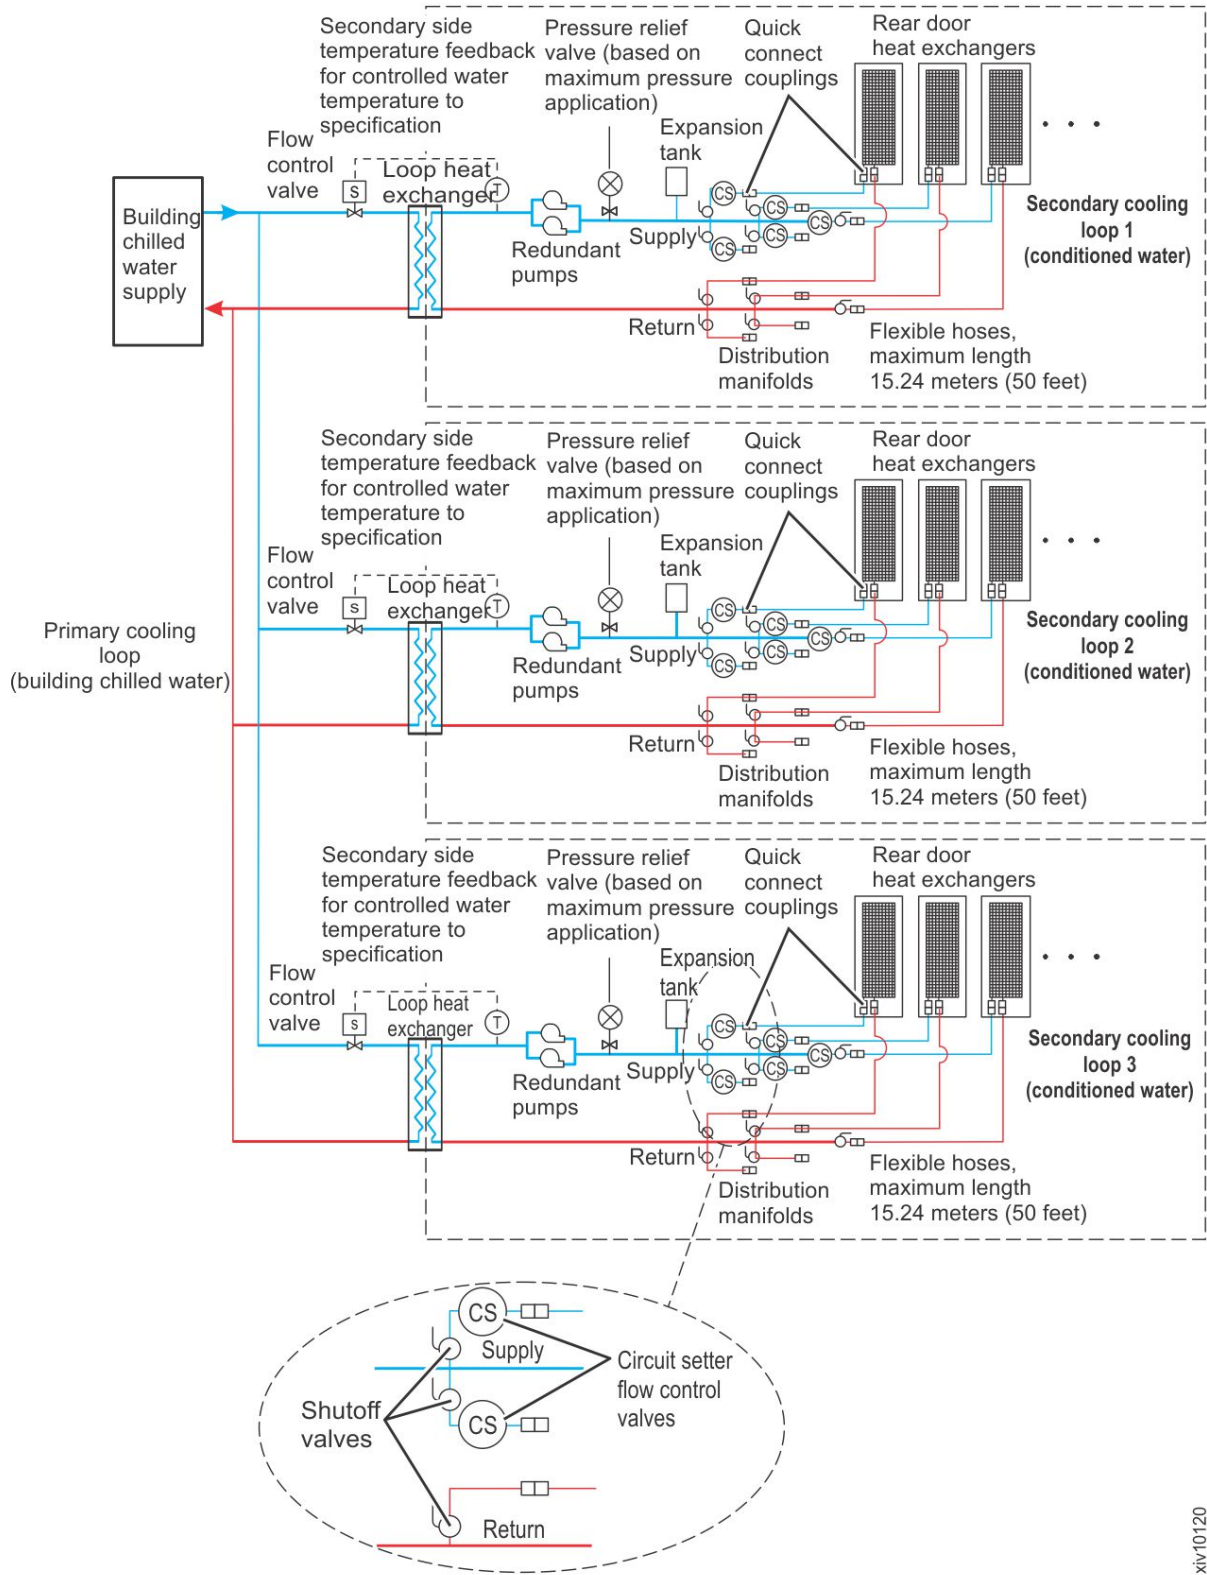 Secondary side
temperature feedback
for controlled water
temperature to
specification
Pressure relief
valve (based on
maximum pressure
application)
Quick
connect
couplings
Rear door
heat exchangers
Flow
control
valve
Expansion
tank
Loop heat
exchanger
S
T
CS
CS
CS
CS
CS
Building
chilled
water
supply
Redundant
pumps
Supply
Secondary cooling
loop 1
(conditioned water)
Return
Distribution
manifolds
Flexible hoses,
maximum length
15.24 meters (50 feet)
Secondary side
temperature feedback
for controlled water
temperature to
specification
Pressure relief
valve (based on
maximum pressure
application)
Quick
connect
couplings
Rear door
heat exchangers
Flow
control
valve
Expansion
tank
Loop heat
exchanger
S
T
CS
CS
CS
CS
CS
Redundant
pumps
Supply
Secondary cooling
loop 2
(conditioned water)
Primary cooling
loop
(building chilled water)
Return
Distribution
manifolds
Flexible hoses,
maximum length
15.24 meters (50 feet)
Secondary side
temperature feedback
for controlled water
temperature to
specification
Pressure relief
valve (based on
maximum pressure
application)
Quick
connect
couplings
Rear door
heat exchangers
Flow
control
valve
Expansion
tank
Loop heat
exchanger
S
T
CS
CS
CS
CS
CS
Redundant
pumps
Supply
Secondary cooling
loop 3
(conditioned water)
Return
Distribution
manifolds
Flexible hoses,
maximum length
15.24 meters (50 feet)
CS
Supply
CS
Circuit setter
flow control
valves
Shutoff
valves
Return
xiv10120